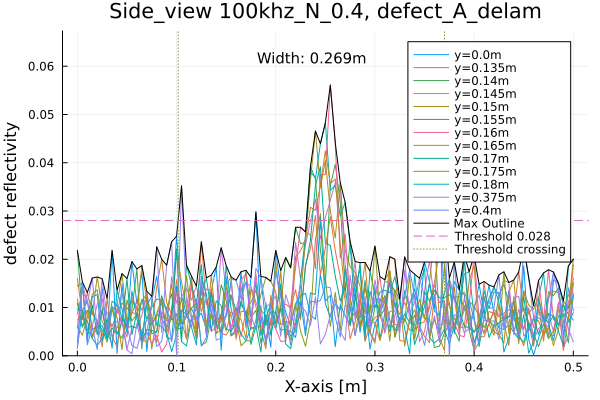 Side_view 100khz_N_0.4, defect_A_delam
Width: 0.269m
y=0.0m
y=0.135m
y=0.14m
y=0.145m
y=0.15m
y=0.155m
y=0.16m
y=0.165m
y=0.17m
y=0.175m
y=0.18m
y=0.375m
y=0.4m
Max Outline
Threshold 0.028
Threshold crossing
defect reflectivity
0.06
0.05
0.04
0.03
0.02
0.01
0.00
0.0 0.1 0.2 0.3 0.4 0.5
X-axis [m]